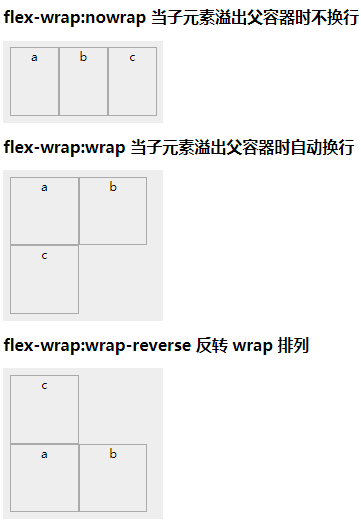 flex-wrap:nowrap 当子元素溢出父容器时不换行
a b c
flex-wrap:wrap 当子元素溢出父容器时自动换行
a b
c
flex-wrap:wrap-reverse 反转 wrap 排列
c
a b